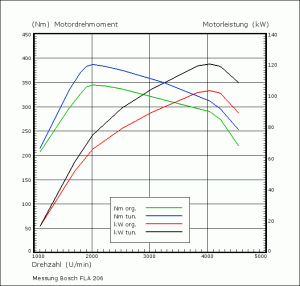 (Nm) Motordrehmoment Motorleistung (kW)
450 140
400 120
350
300 100
250 80
200 60
150
100 40
50 20
0 0
1000 2000 3000 4000 5000
Nm org.
Nm tun.
kW org.
kW tun.
Drehzahl (U/min)
Messung Bosch FLA 206